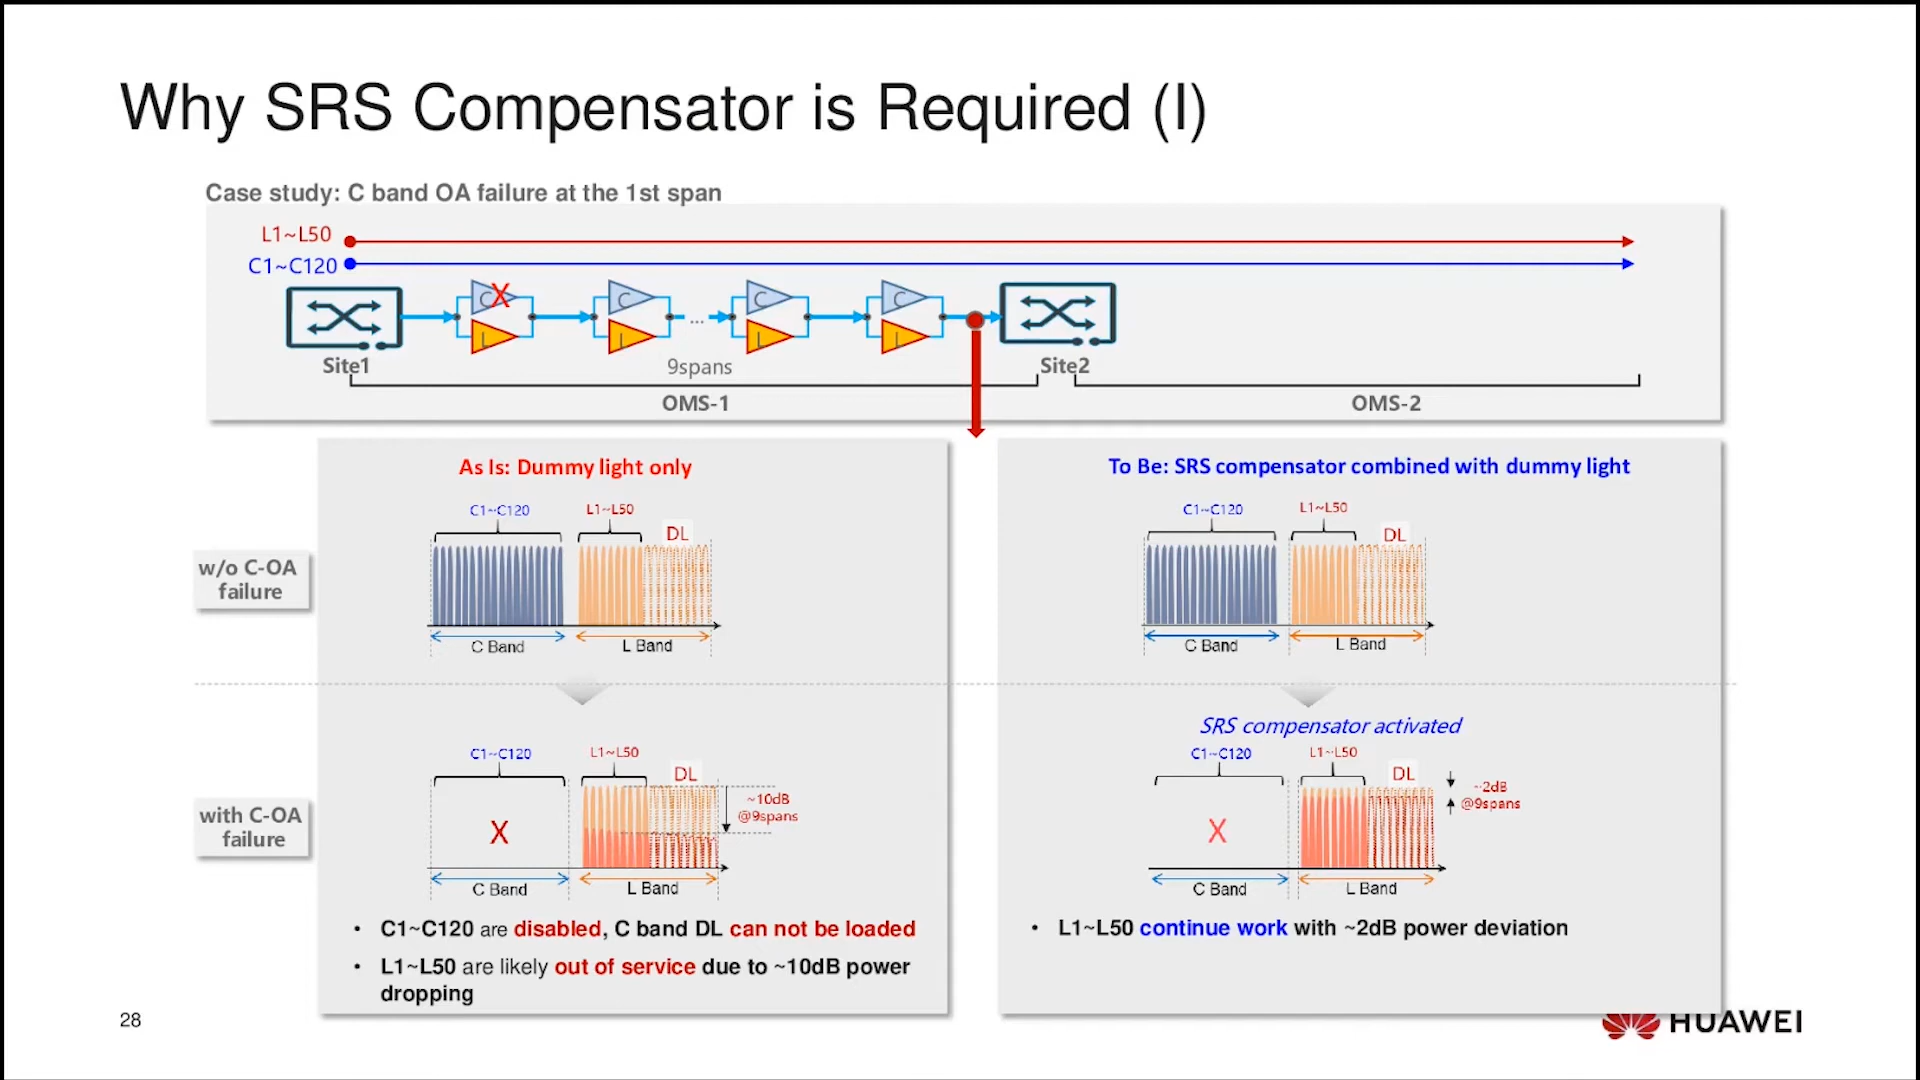 Why SRS Compensator is Required (I)
Case study: C band OA failure at the 1st span
L1~L50
C1~C120
C X
C
C
C
L
L
L
L
...
Site1
9spans
Site2
OMS-1
OMS-2
As Is: Dummy light only
C1~C120
L1~L50
DL
w/o C-OA
failure
C Band
L Band
C1~C120
L1~L50
DL
~10dB
@9spans
X
with C-OA
failure
C Band
L Band
• C1~C120 are disabled, C band DL can not be loaded
• L1~L50 are likely out of service due to ~10dB power
dropping
To Be: SRS compensator combined with dummy light
C1~C120
L1~L50
DL
C Band
L Band
SRS compensator activated
C1~C120
L1~L50
DL
~2dB
@9spans
X
C Band
L Band
• L1~L50 continue work with ~2dB power deviation
28
HUAWEI